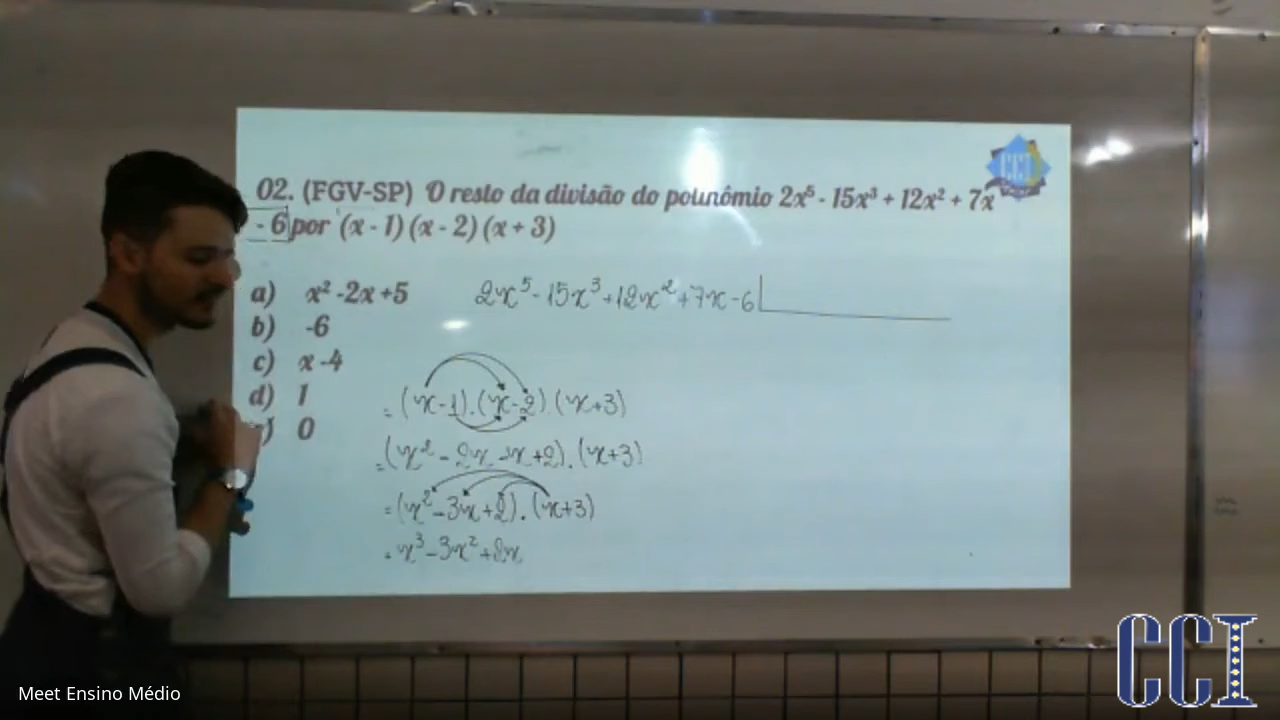 02. (FGV-SP) O resto da divisão do polinômio 2x⁵ - 15x³ + 12x² + 7x
- 6 por (x - 1) (x - 2) (x + 3)
a) x² -2x +5
b) -6
c) x -4
d) 1
0
2x⁵ - 15x³ + 12x² + 7x - 6
= (x-1).(x-2).(x+3)
= (x² - 2x - x + 2).(x+3)
= (x² - 3x + 2).(x+3)
= x³ - 3x² + 2x
CCI
CCI
Meet Ensino Médio